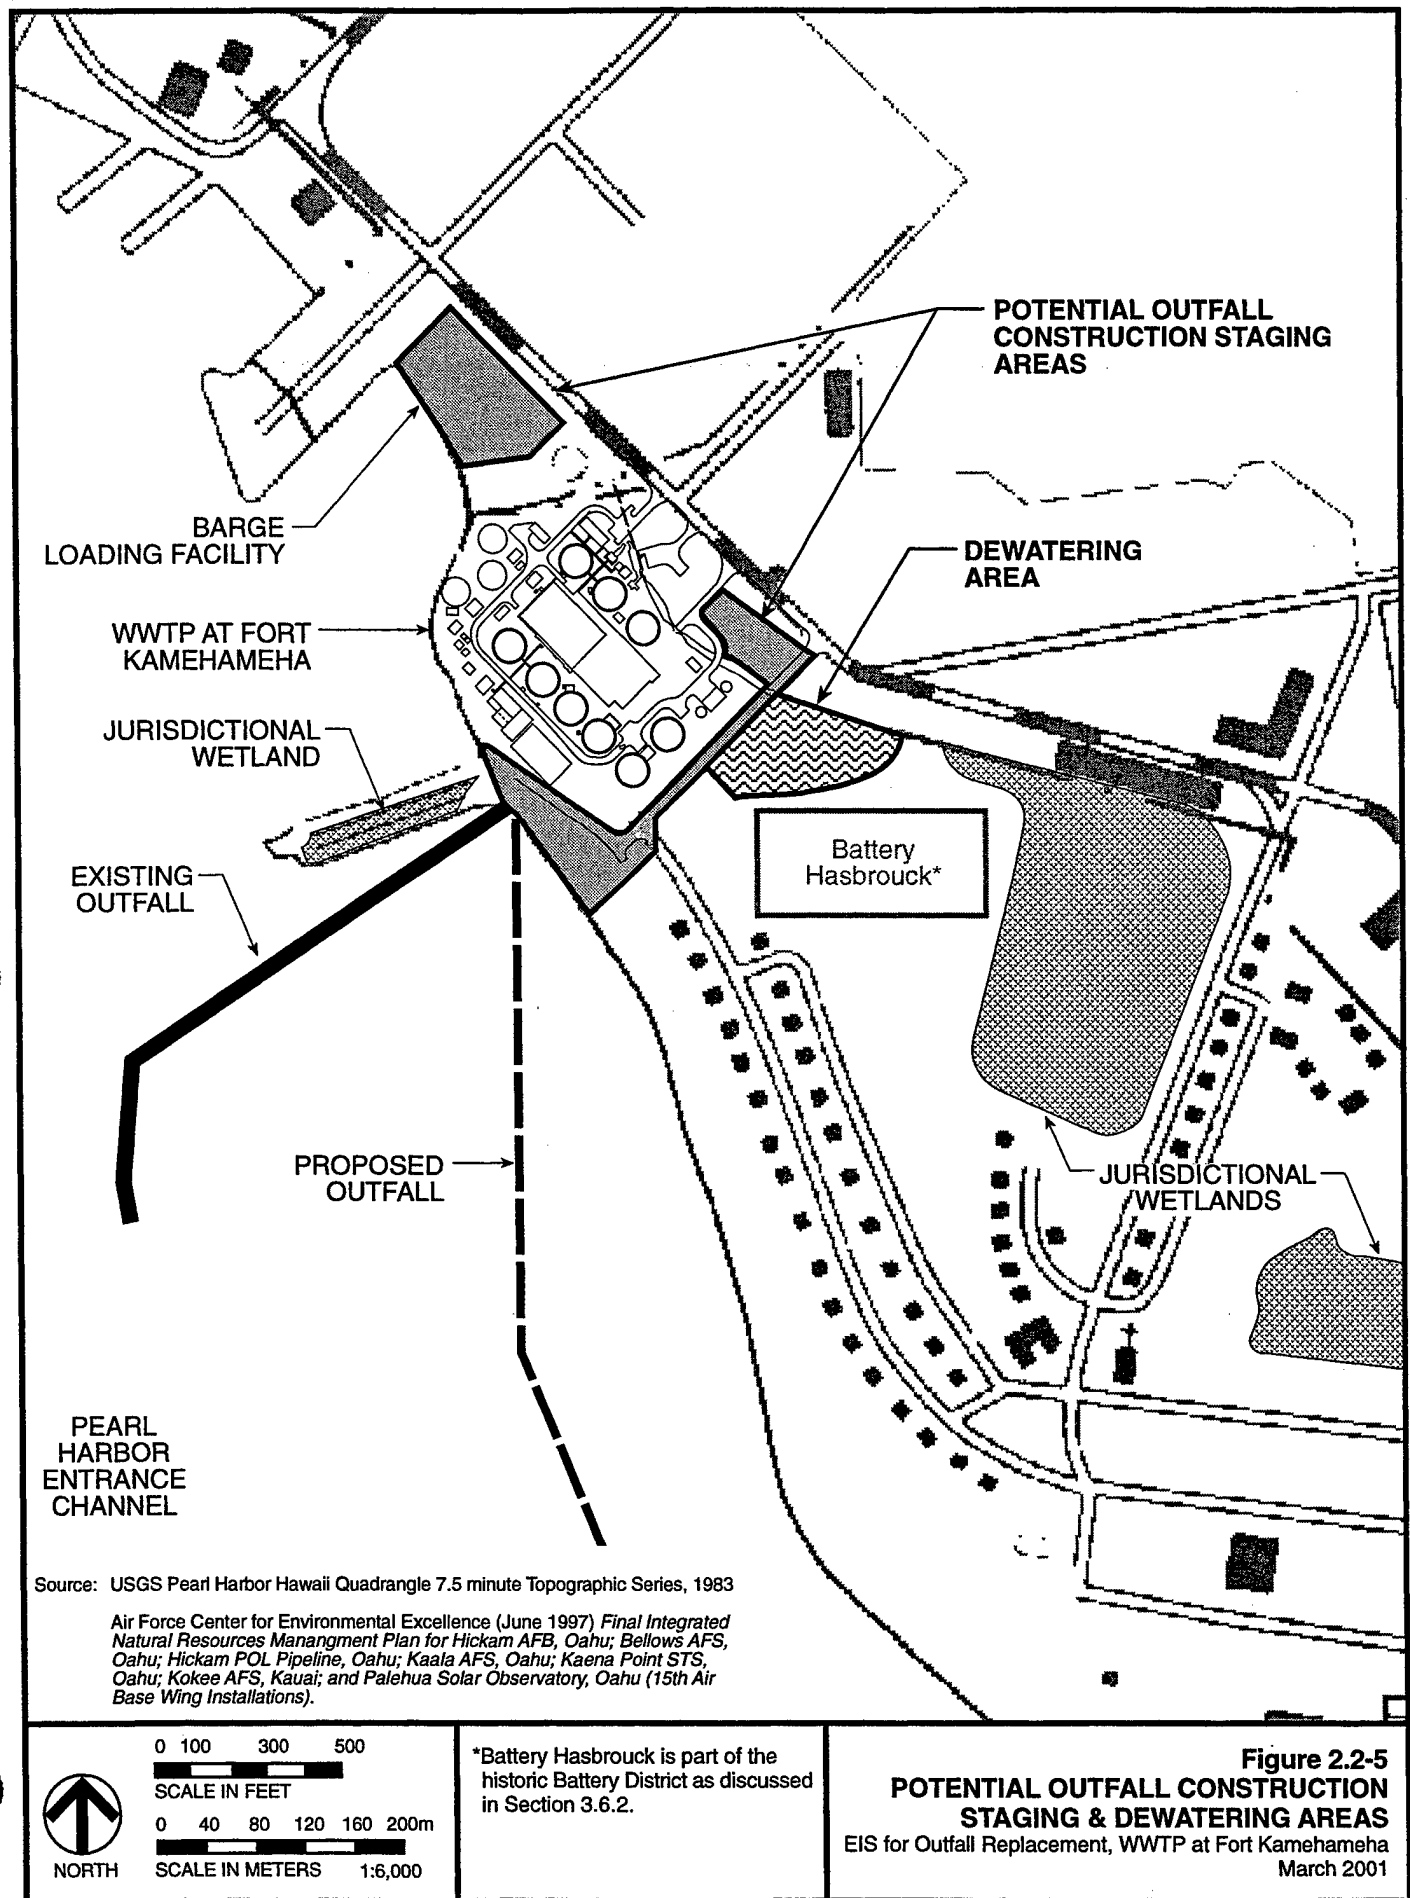 POTENTIAL OUTFALL
CONSTRUCTION STAGING
AREAS
BARGE
LOADING FACILITY
DEWATERING
AREA
WWTP AT FORT
KAMEHAMEHA
JURISDICTIONAL
WETLAND
Battery
Hasbrouck*
EXISTING
OUTFALL
PROPOSED
OUTFALL
JURISDICTIONAL
WETLANDS
PEARL
HARBOR
ENTRANCE
CHANNEL
Source: USGS Pearl Harbor Hawaii Quadrangle 7.5 minute Topographic Series, 1983
Air Force Center for Environmental Excellence (June 1997) Final Integrated
Natural Resources Manangment Plan for Hickam AFB, Oahu; Bellows AFS,
Oahu; Hickam POL Pipeline, Oahu; Kaala AFS, Oahu; Kaena Point STS,
Oahu; Kokee AFS, Kauai; and Palehua Solar Observatory, Oahu (15th Air
Base Wing Installations).
NORTH
0 100 300 500
SCALE IN FEET
0 40 80 120 160 200m
SCALE IN METERS 1:6,000
*Battery Hasbrouck is part of the
historic Battery District as discussed
in Section 3.6.2.
Figure 2.2-5
POTENTIAL OUTFALL CONSTRUCTION
STAGING & DEWATERING AREAS
EIS for Outfall Replacement, WWTP at Fort Kamehameha
March 2001